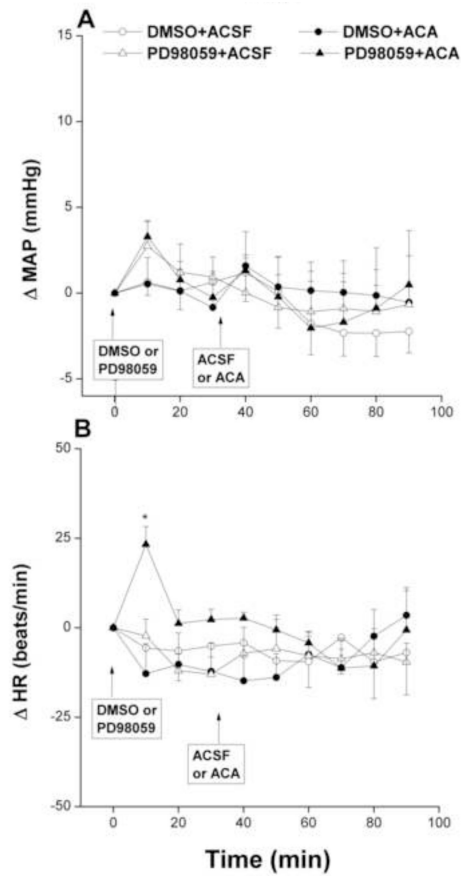 A
DMSO+ACSF DMSO+ACA
PD98059+ACSF PD98059+ACA
15
10
5
0
-5
Δ MAP (mmHg)
DMSO or
PD98059
ACSF
or ACA
0 20 40 60 80 100
B
50
25
0
-25
-50
Δ HR (beats/min)
*
DMSO or
PD98059
ACSF
or ACA
0 20 40 60 80 100
Time (min)